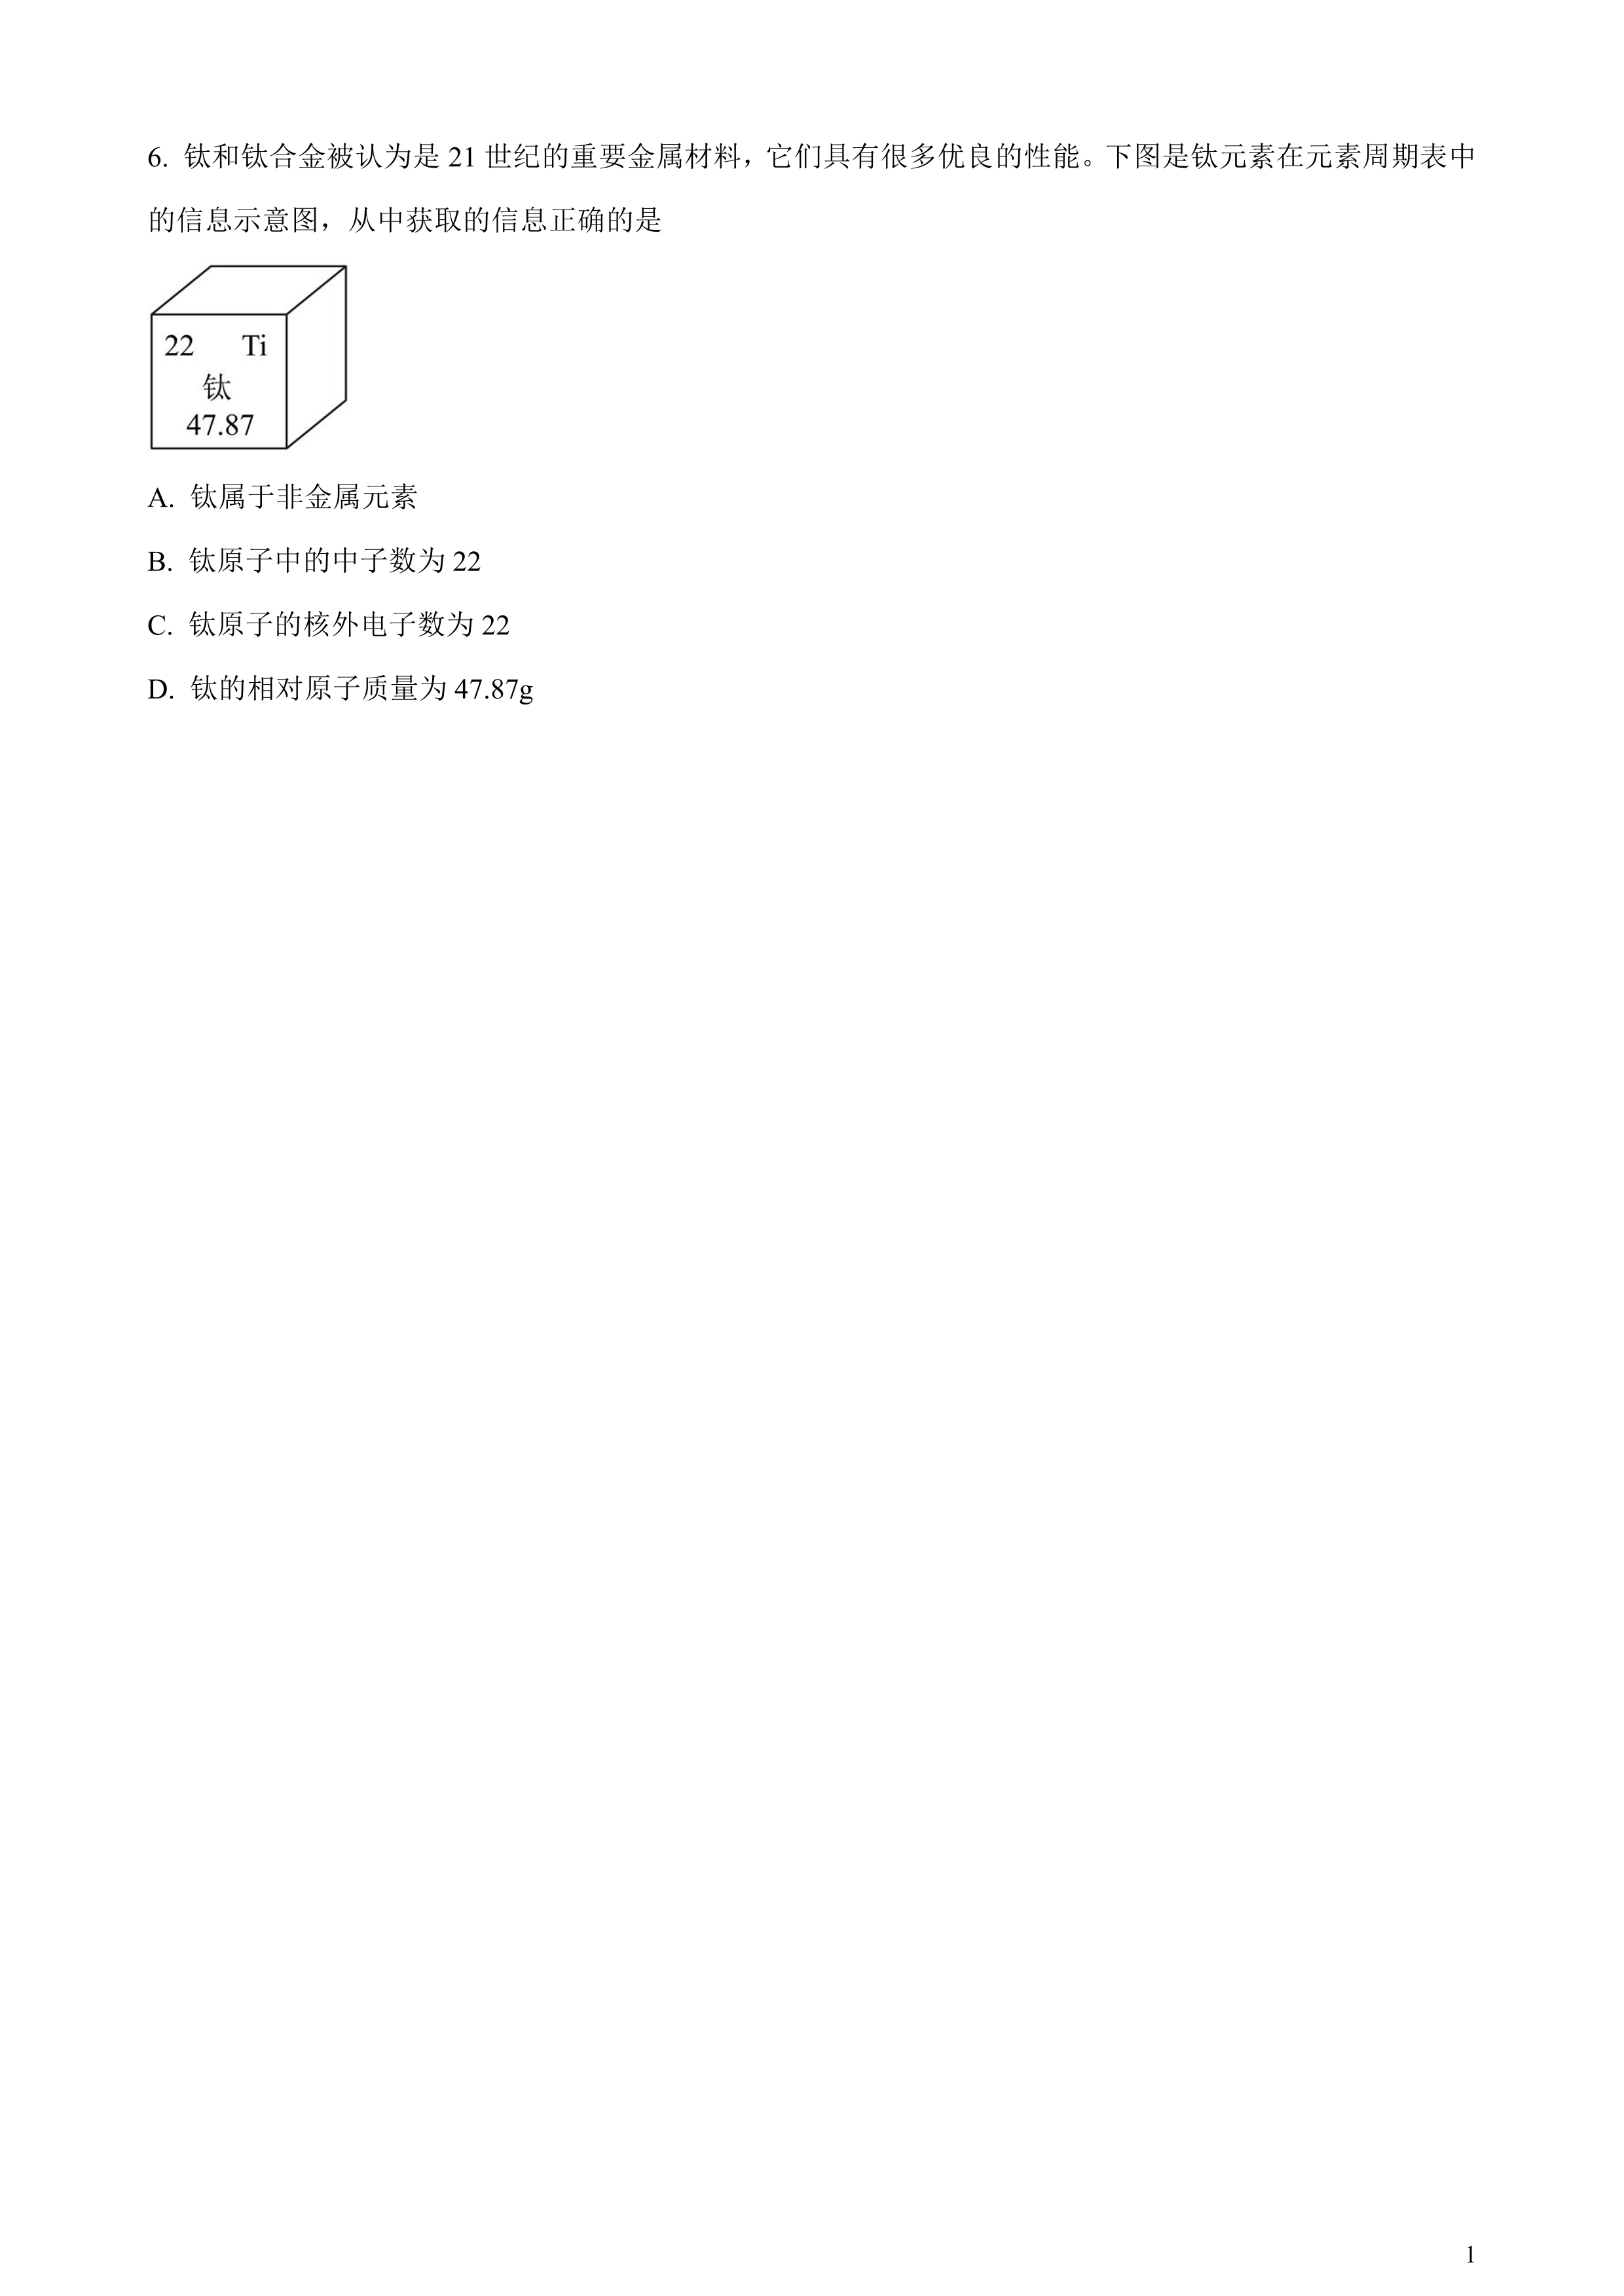 6. 钛和钛合金被认为是 21 世纪的重要金属材料，它们具有很多优良的性能。下图是钛元素在元素周期表中
的信息示意图，从中获取的信息正确的是
22 Ti
钛
47.87
A. 钛属于非金属元素
B. 钛原子中的中子数为 22
C. 钛原子的核外电子数为 22
D. 钛的相对原子质量为 47.87g
1